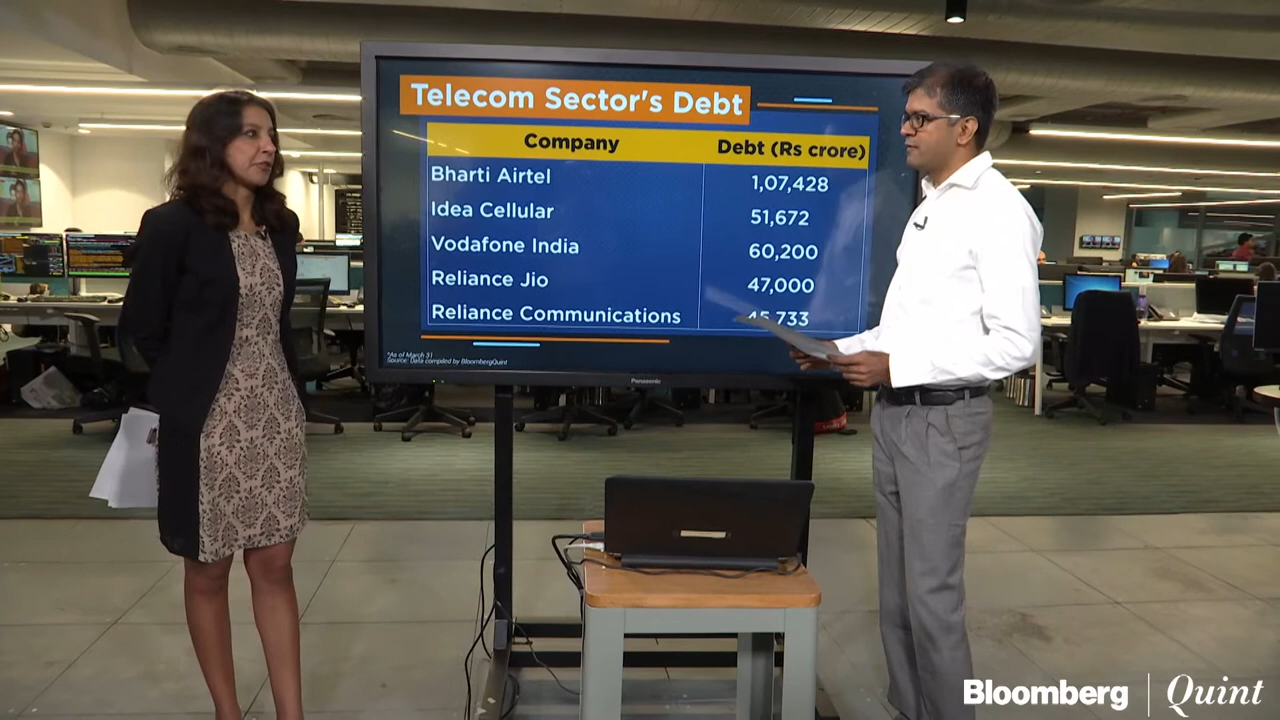 Telecom Sector's Debt
Company Debt (Rs crore)
Bharti Airtel 1,07,428
Idea Cellular 51,672
Vodafone India 60,200
Reliance Jio 47,000
Reliance Communications 45,733
*As of March 31
Source: Data compiled by BloombergQuint
Panasonic
Bloomberg | Quint